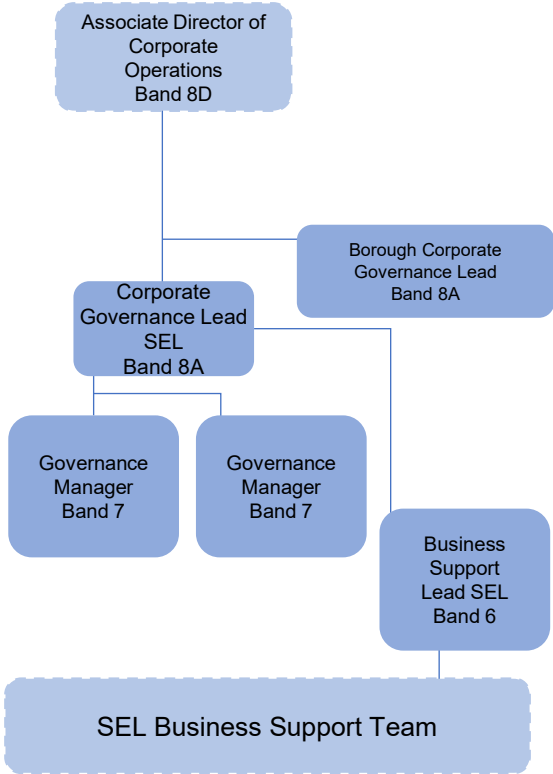 Associate Director of
Corporate
Operations
Band 8D
Borough Corporate
Governance Lead
Band 8A
Corporate
Governance Lead
SEL
Band 8A
Governance
Manager
Band 7
Governance
Manager
Band 7
Business
Support
Lead SEL
Band 6
SEL Business Support Team